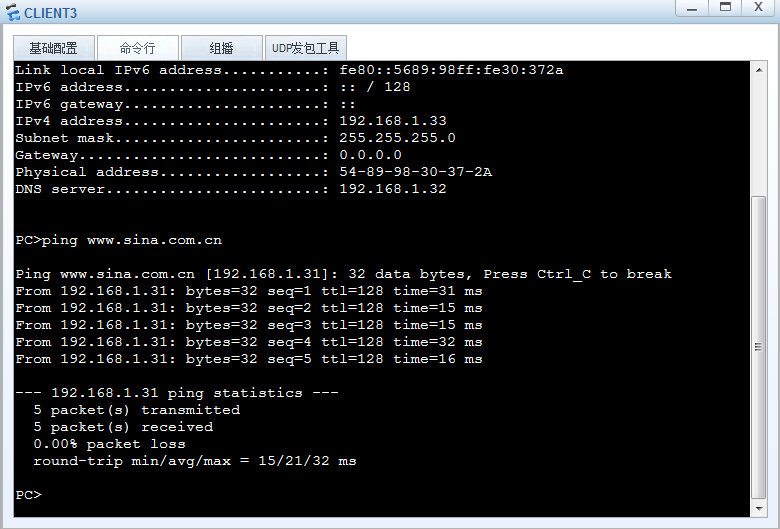 CLIENT3
基础配置 命令行 组播 UDP发包工具
Link local IPv6 address...........: fe80::5689:98ff:fe30:372a
IPv6 address......................: :: / 128
IPv6 gateway......................: ::
IPv4 address......................: 192.168.1.33
Subnet mask.......................: 255.255.255.0
Gateway...........................: 0.0.0.0
Physical address..................: 54-89-98-30-37-2A
DNS server........................: 192.168.1.32
PC>ping www.sina.com.cn
Ping www.sina.com.cn [192.168.1.31]: 32 data bytes, Press Ctrl_C to break
From 192.168.1.31: bytes=32 seq=1 ttl=128 time=31 ms
From 192.168.1.31: bytes=32 seq=2 ttl=128 time=15 ms
From 192.168.1.31: bytes=32 seq=3 ttl=128 time=15 ms
From 192.168.1.31: bytes=32 seq=4 ttl=128 time=32 ms
From 192.168.1.31: bytes=32 seq=5 ttl=128 time=16 ms
--- 192.168.1.31 ping statistics ---
5 packet(s) transmitted
5 packet(s) received
0.00% packet loss
round-trip min/avg/max = 15/21/32 ms
PC>